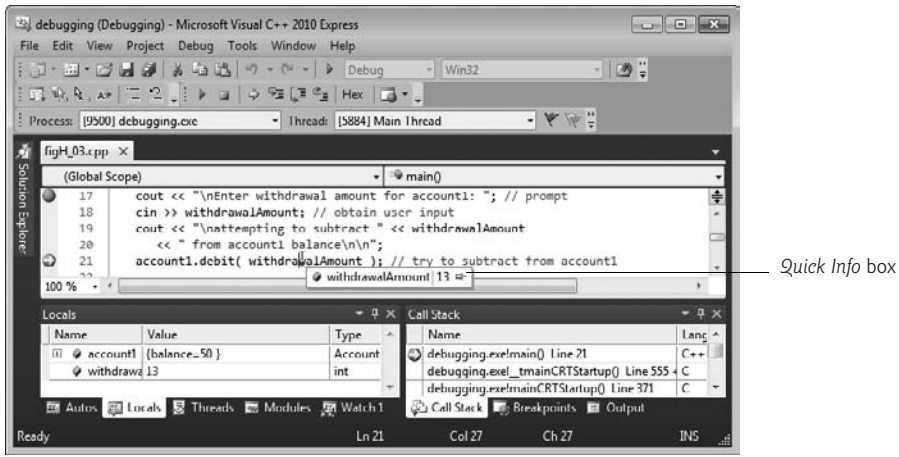 debugging (Debugging) - Microsoft Visual C++ 2010 Express
File Edit View Project Debug Tools Window Help
Debug Win32
Hex
Process: [9500] debugging.exe Thread: [5884] Main Thread
Solution Explorer
figH_03.cpp
(Global Scope) main()
17 cout << "\nEnter withdrawal amount for account1: "; // prompt
18 cin >> withdrawalAmount; // obtain user input
19 cout << "\nattempting to subtract " << withdrawalAmount
20 << " from account1 balance\n\n";
21 account1.debit( withdrawalAmount ); // try to subtract from account1
22
withdrawalAmount 13
Quick Info box
100 %
Locals
Name Value Type
account1 {balance=50 } Account
withdrawa 13 int
Call Stack
Name Lang
debugging.exe!main() Line 21 C++
debugging.exe!__tmainCRTStartup() Line 555 + C
debugging.exe!mainCRTStartup() Line 371 C
Autos Locals Threads Modules Watch 1
Call Stack Breakpoints Output
Ready Ln 21 Col 27 Ch 27 INS